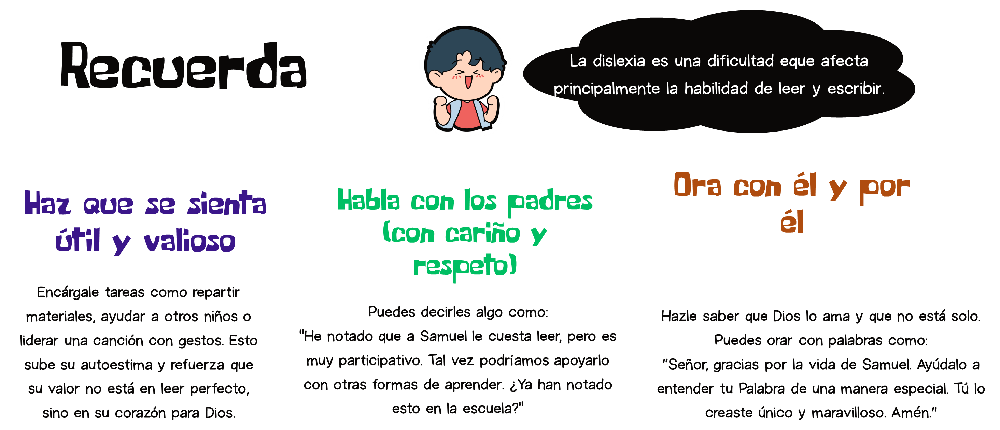 Recuerda
La dislexia es una dificultad eque afecta
principalmente la habilidad de leer y escribir.
Haz que se sienta
útil y valioso
Encárgale tareas como repartir
materiales, ayudar a otros niños o
liderar una canción con gestos. Esto
sube su autoestima y refuerza que
su valor no está en leer perfecto,
sino en su corazón para Dios.
Habla con los padres
(con cariño y
respeto)
Puedes decirles algo como:
"He notado que a Samuel le cuesta leer, pero es
muy participativo. Tal vez podríamos apoyarlo
con otras formas de aprender. ¿Ya han notado
esto en la escuela?"
Ora con él y por
él
Hazle saber que Dios lo ama y que no está solo.
Puedes orar con palabras como:
“Señor, gracias por la vida de Samuel. Ayúdalo a
entender tu Palabra de una manera especial. Tú lo
creaste único y maravilloso. Amén.”